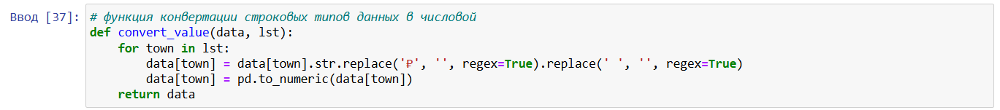 Ввод [37]: # функция конвертации строковых типов данных в числовой
def convert_value(data, lst):
    for town in lst:
        data[town] = data[town].str.replace('₽', '', regex=True).replace(' ', '', regex=True)
        data[town] = pd.to_numeric(data[town])
    return data